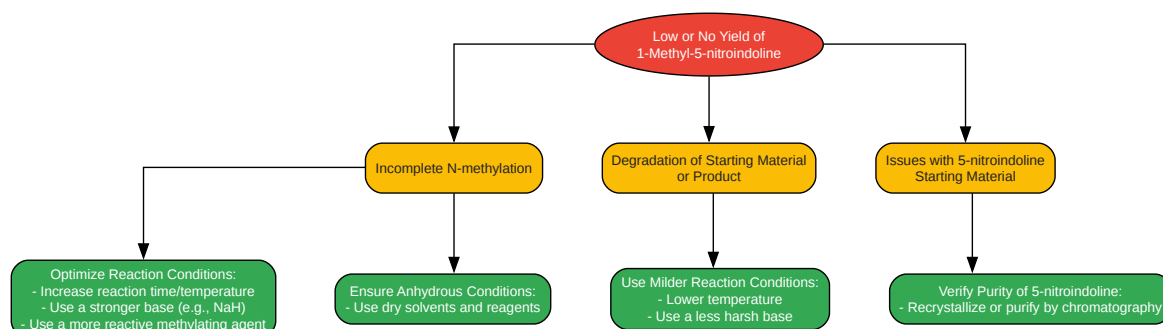 Low or No Yield of
1-Methyl-5-nitroindoline
Incomplete N-methylation
Degradation of Starting Material
or Product
Issues with 5-nitroindoline
Starting Material
Optimize Reaction Conditions:
- Increase reaction time/temperature
- Use a stronger base (e.g., NaH)
- Use a more reactive methylating agent
Ensure Anhydrous Conditions:
- Use dry solvents and reagents
Use Milder Reaction Conditions:
- Lower temperature
- Use a less harsh base
Verify Purity of 5-nitroindoline:
- Recrystallize or purify by chromatography